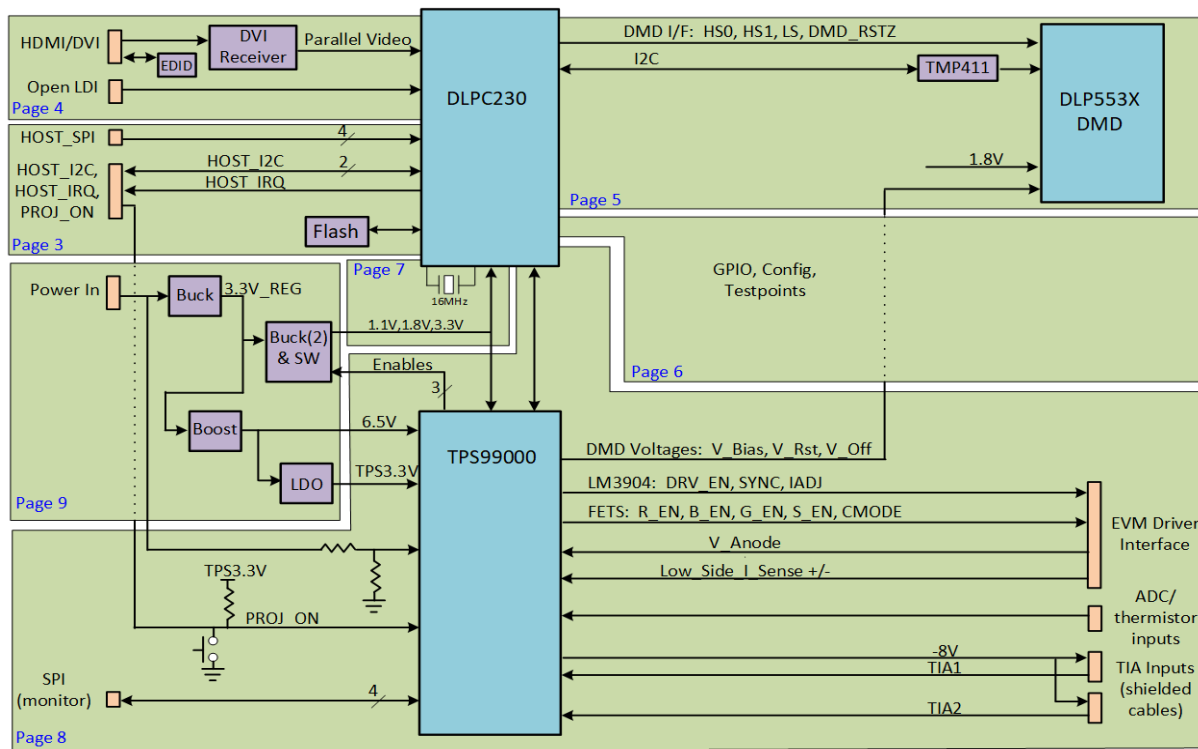 HDMI/DVI
EDID
DVI
Receiver
Parallel Video
Open LDI
Page 4
DLPC230
DMD I/F: HS0, HS1, LS, DMD_RSTZ
I2C
TMP411
DLP553X
DMD
1.8V
Page 5
HOST_SPI
4
HOST_I2C,
HOST_IRQ,
PROJ_ON
HOST_I2C
2
HOST_IRQ
Flash
Page 3
Page 7
16MHz
GPIO, Config,
Testpoints
Page 6
Power In
Buck
3.3V_REG
Buck(2)
& SW
1.1V,1.8V,3.3V
Enables
3
Boost
6.5V
LDO
TPS3.3V
Page 9
TPS99000
DMD Voltages: V_Bias, V_Rst, V_Off
LM3904: DRV_EN, SYNC, IADJ
FETS: R_EN, B_EN, G_EN, S_EN, CMODE
V_Anode
Low_Side_I_Sense +/-
EVM Driver
Interface
ADC/
thermistor
inputs
-8V
TIA1
TIA2
TIA Inputs
(shielded
cables)
TPS3.3V
PROJ_ON
SPI
(monitor)
4
Page 8